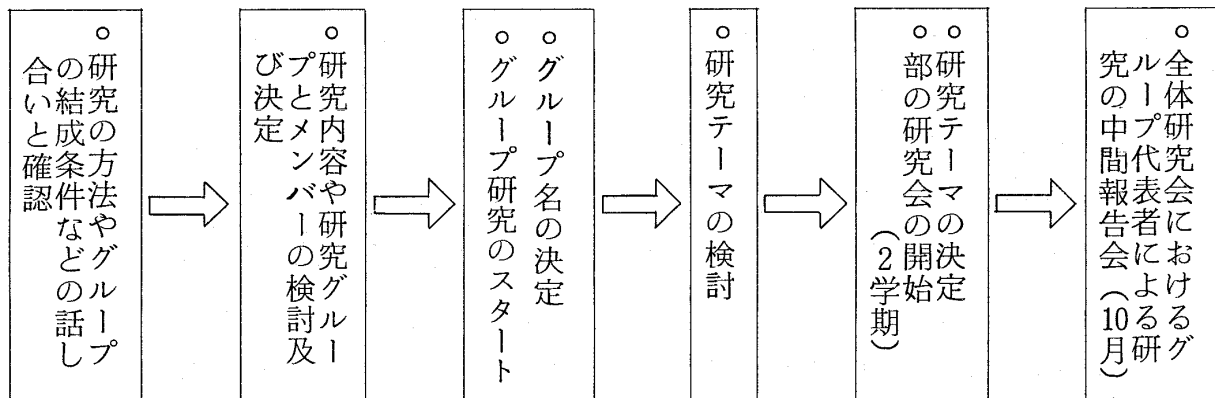 ○研究の方法やグループ
の結成条件などの話し
合いと確認
○研究内容や研究グルー
プとメンバーの検討及
び決定
○グループ名の決定
○グループ研究のスタート
○研究テーマの検討
○研究テーマの決定
○部の研究会の開始
（2学期）
○全体研究会におけるグ
ループ代表者による研
究の中間報告会（10月）